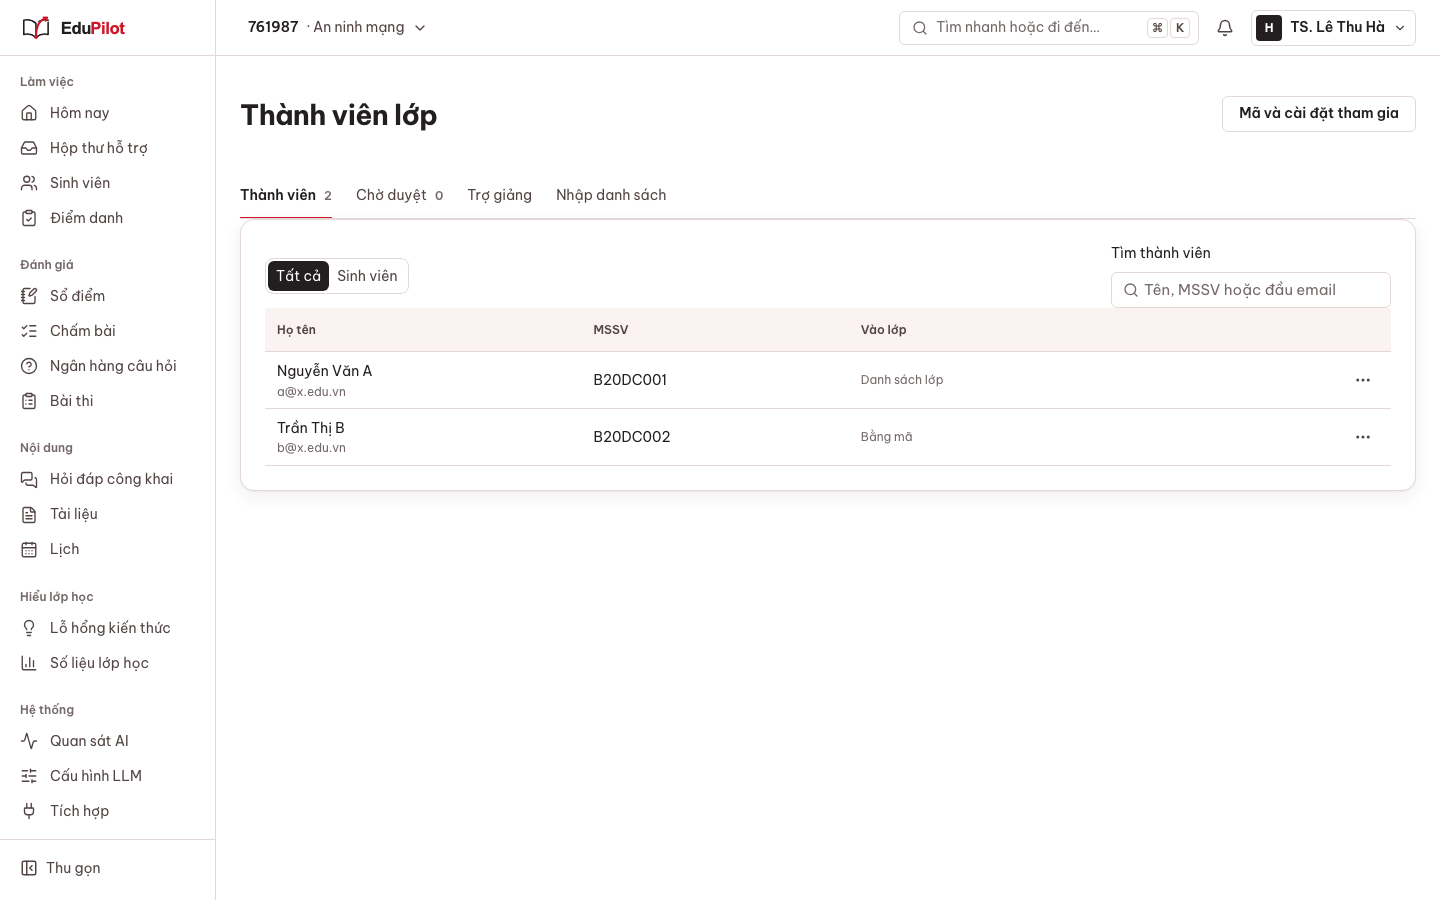 EduPilot
761987 · An ninh mạng
Tìm nhanh hoặc đi đến...
⌘ K
H TS. Lê Thu Hà
Làm việc
Hôm nay
Hộp thư hỗ trợ
Sinh viên
Điểm danh
Đánh giá
Sổ điểm
Chấm bài
Ngân hàng câu hỏi
Bài thi
Nội dung
Hỏi đáp công khai
Tài liệu
Lịch
Hiểu lớp học
Lỗ hổng kiến thức
Số liệu lớp học
Hệ thống
Quan sát AI
Cấu hình LLM
Tích hợp
Thu gọn
Thành viên lớp
Mã và cài đặt tham gia
Thành viên 2 Chờ duyệt 0 Trợ giảng Nhập danh sách
Tất cả Sinh viên
Tìm thành viên
Tên, MSSV hoặc đầu email
Họ tên MSSV Vào lớp
Nguyễn Văn A
a@x.edu.vn
B20DC001
Danh sách lớp
Trần Thị B
b@x.edu.vn
B20DC002
Bằng mã